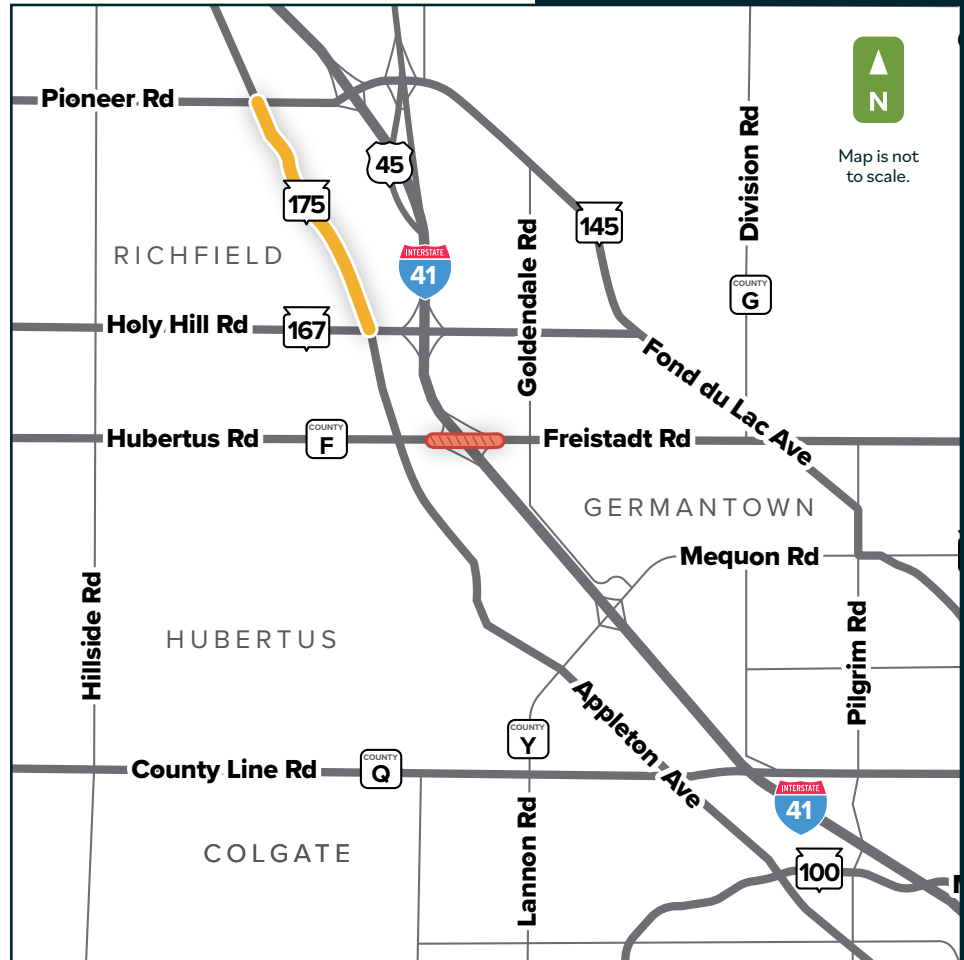 Pioneer Rd
N
Map is not
to scale.
45
175
145
Division Rd
RICHFIELD
INTERSTATE
41
COUNTY
G
Goldendale Rd
Holy Hill Rd
167
Fond du Lac Ave
Hubertus Rd
COUNTY
F
Freistadt Rd
GERMANTOWN
Mequon Rd
Hillside Rd
HUBERTUS
Pilgrim Rd
Appleton Ave
COUNTY
Y
County Line Rd
COUNTY
Q
INTERSTATE
41
Lannon Rd
COLGATE
100